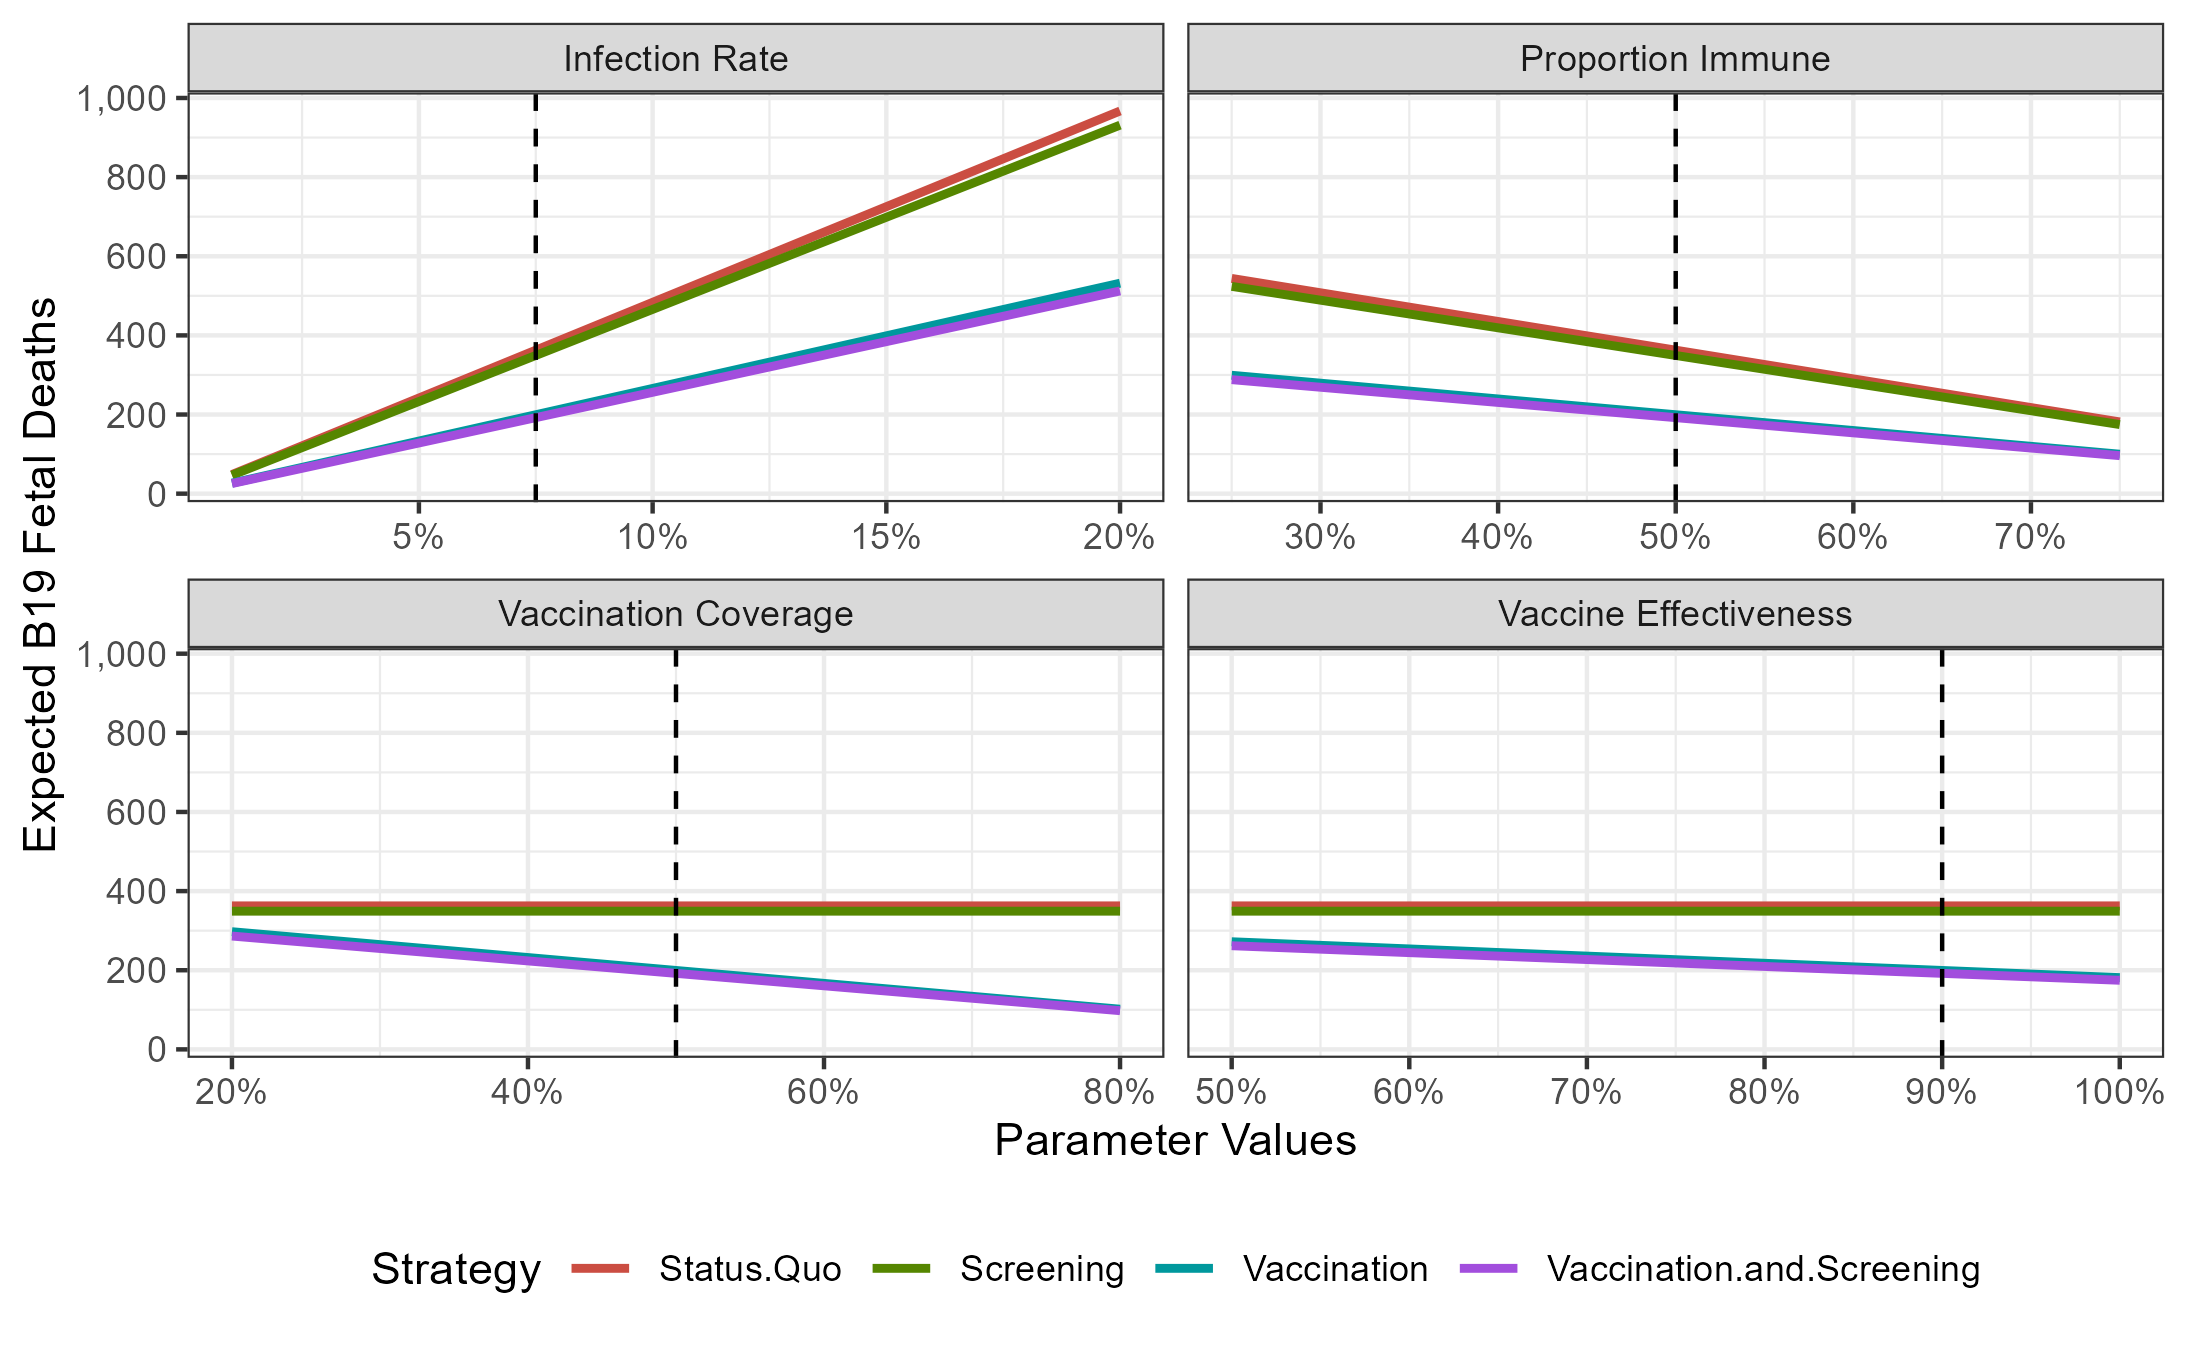 Infection Rate
Proportion Immune
1,000
800
600
400
200
0
5% 10% 15% 20%
30% 40% 50% 60% 70%
Vaccination Coverage
Vaccine Effectiveness
1,000
800
600
400
200
0
20% 40% 60% 80%
50% 60% 70% 80% 90% 100%
Expected B19 Fetal Deaths
Parameter Values
Strategy Status.Quo Screening Vaccination Vaccination.and.Screening